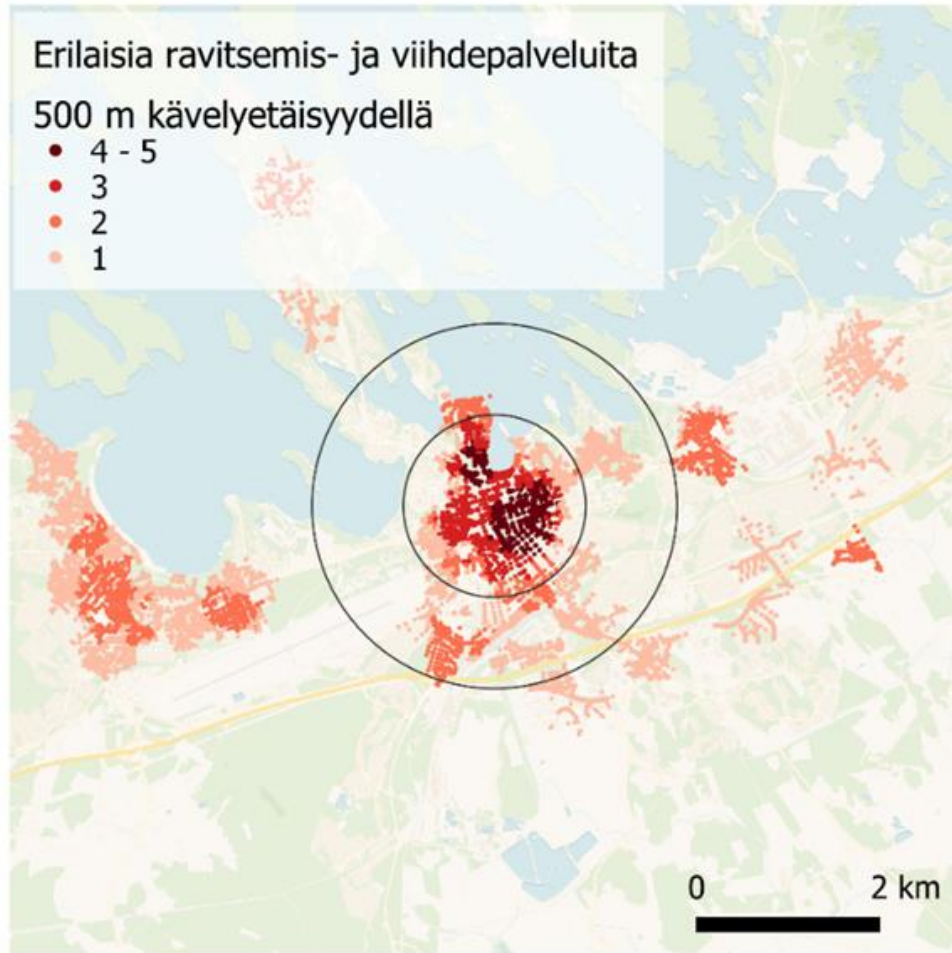 Erilaisia ravitsemis- ja viihdepalveluita
500 m kävelyetäisyydellä
4 - 5
3
2
1
0 2 km